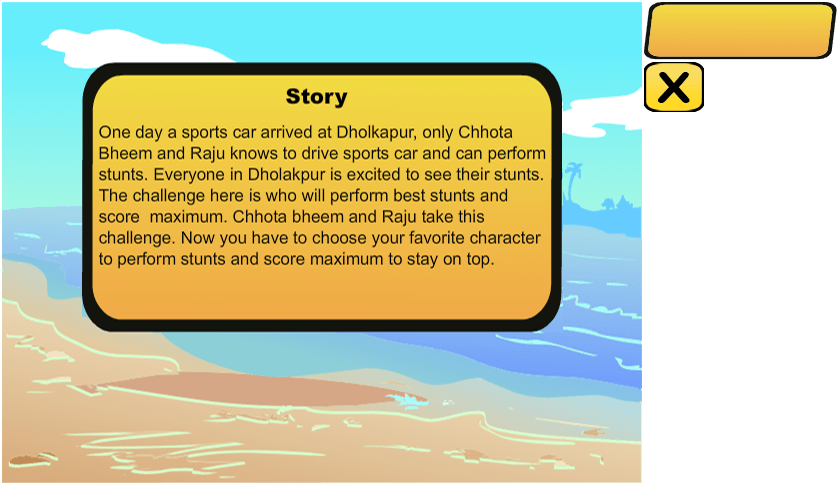 Story
One day a sports car arrived at Dholkapur, only Chhota
Bheem and Raju knows to drive sports car and can perform
stunts. Everyone in Dholakpur is excited to see their stunts.
The challenge here is who will perform best stunts and
score  maximum. Chhota bheem and Raju take this
challenge. Now you have to choose your favorite character
to perform stunts and score maximum to stay on top.